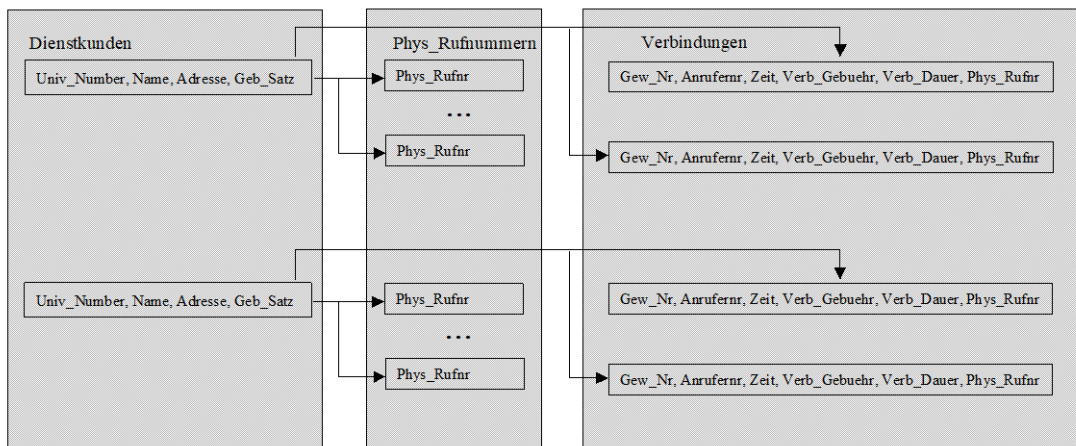 Dienstkunden
Phys_Rufnummern
Verbindungen
Univ_Number, Name, Adresse, Geb_Satz
Phys_Rufnr
Gew_Nr, Anrufernr, Zeit, Verb_Gebuehr, Verb_Dauer, Phys_Rufnr
...
Phys_Rufnr
Gew_Nr, Anrufernr, Zeit, Verb_Gebuehr, Verb_Dauer, Phys_Rufnr
Univ_Number, Name, Adresse, Geb_Satz
Phys_Rufnr
Gew_Nr, Anrufernr, Zeit, Verb_Gebuehr, Verb_Dauer, Phys_Rufnr
...
Phys_Rufnr
Gew_Nr, Anrufernr, Zeit, Verb_Gebuehr, Verb_Dauer, Phys_Rufnr